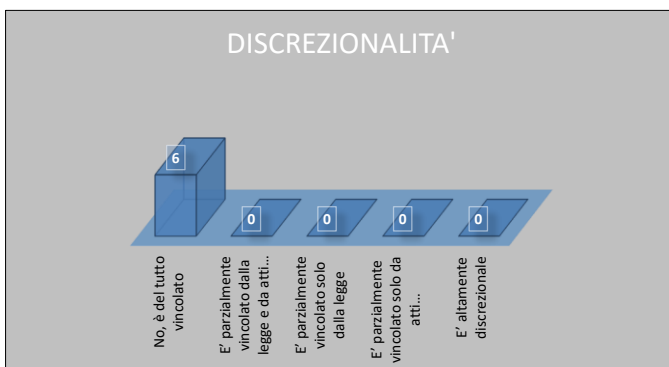 DISCREZIONALITA'
6
0
0
0
0
No, è del tutto
vincolato
E' parzialmente
vincolato dalla
legge e da atti...
E' parzialmente
vincolato solo
dalla legge
E' parzialmente
vincolato solo da
atti...
E' altamente
discrezionale